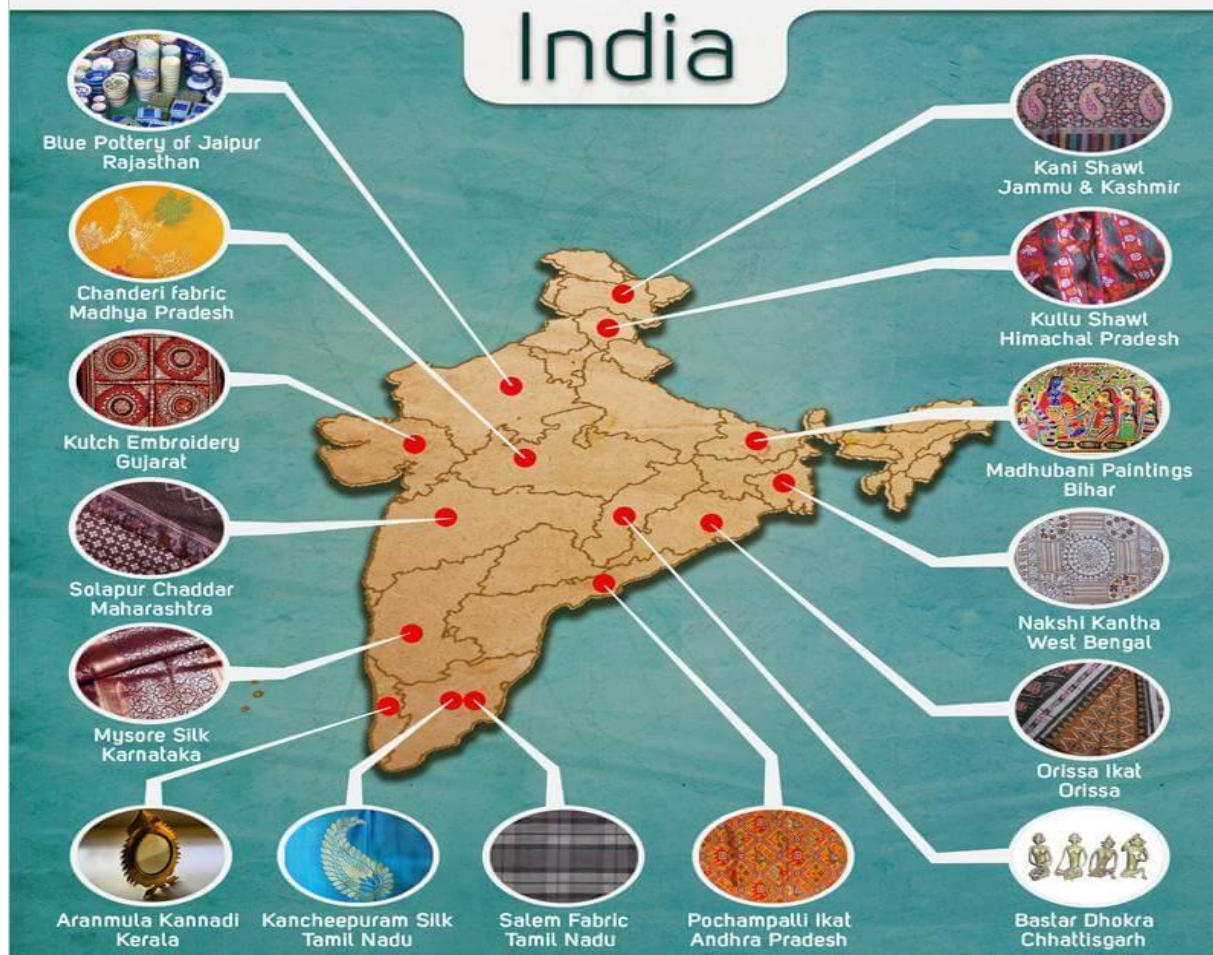 India
Blue Pottery of Jaipur
Rajasthan
Chanderi fabric
Madhya Pradesh
Kutch Embroidery
Gujarat
Solapur Chaddar
Maharashtra
Mysore Silk
Karnataka
Aranmula Kannadi
Kerala
Kancheepuram Silk
Tamil Nadu
Salem Fabric
Tamil Nadu
Pochampalli Ikat
Andhra Pradesh
Kani Shawl
Jammu & Kashmir
Kullu Shawl
Himachal Pradesh
Madhubani Paintings
Bihar
Nakshi Kantha
West Bengal
Orissa Ikat
Orissa
Bastar Dhokra
Chhattisgarh